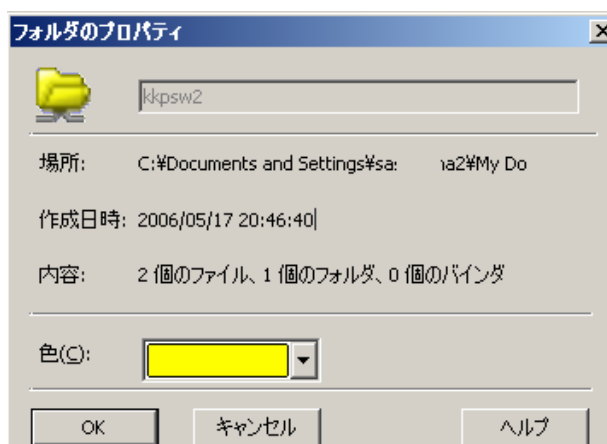 フォルダのプロパティ
kkpsw2
場所: C:¥Documents and Settings¥sa na2¥My Do
作成日時: 2006/05/17 20:46:40
内容: 2 個のファイル、1 個のフォルダ、0 個のバインダ
色(C):
OK キャンセル ヘルプ